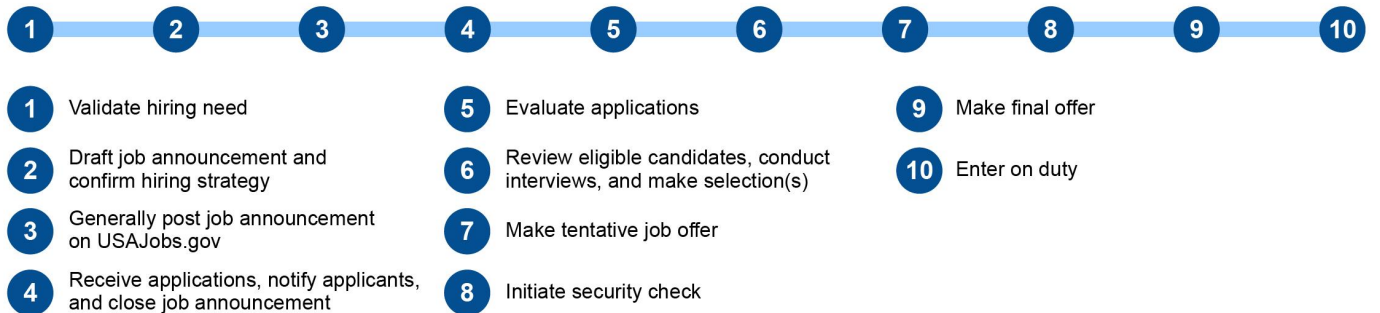 1 2 3 4 5 6 7 8 9 10
1 Validate hiring need
2 Draft job announcement and
confirm hiring strategy
3 Generally post job announcement
on USAJobs.gov
4 Receive applications, notify applicants,
and close job announcement
5 Evaluate applications
6 Review eligible candidates, conduct
interviews, and make selection(s)
7 Make tentative job offer
8 Initiate security check
9 Make final offer
10 Enter on duty